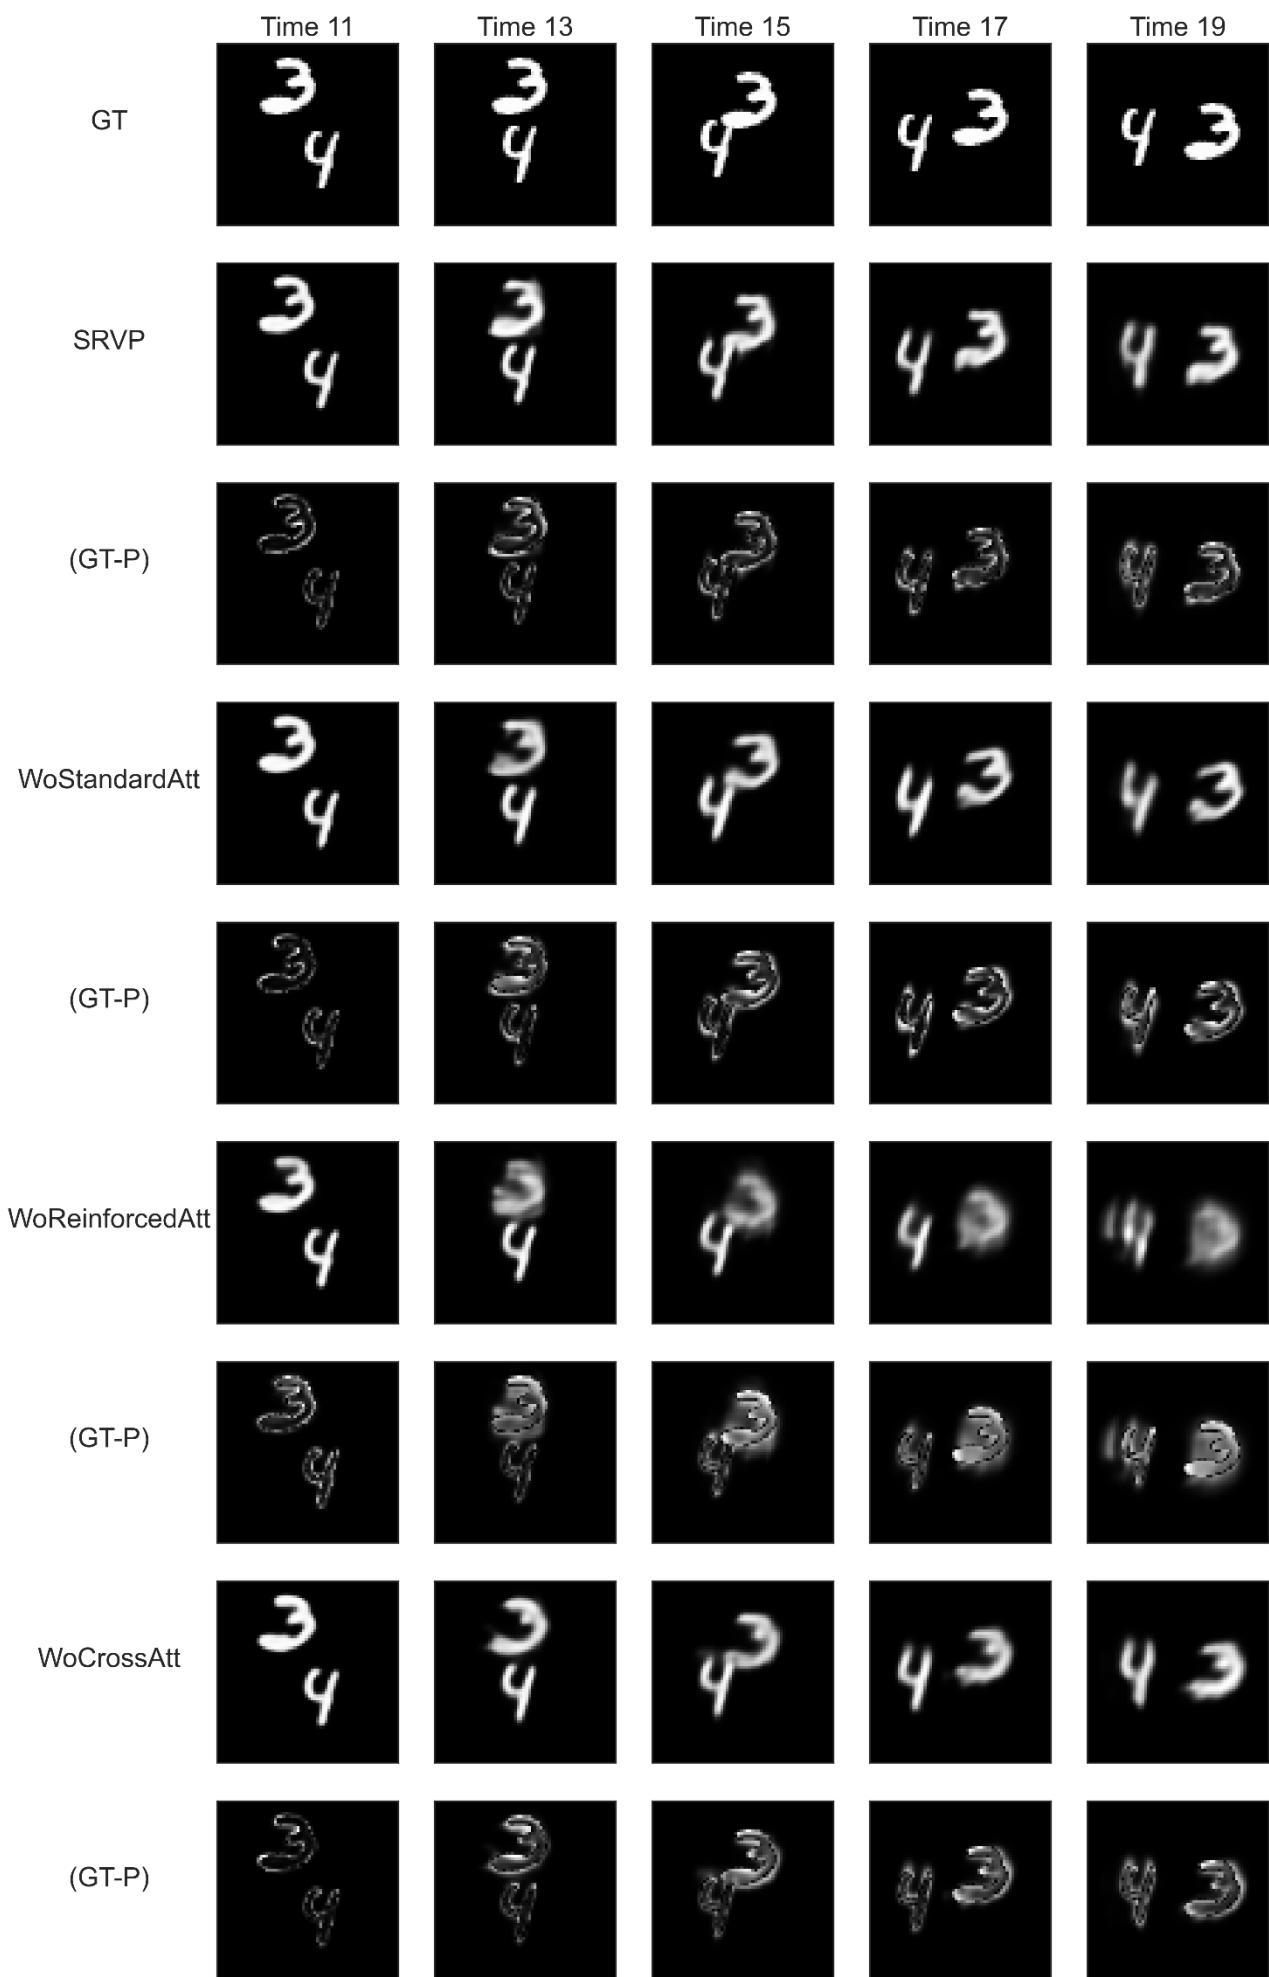 Time 11 Time 13 Time 15 Time 17 Time 19
GT
SRVP
(GT-P)
WoStandardAtt
(GT-P)
WoReinforcedAtt
(GT-P)
WoCrossAtt
(GT-P)